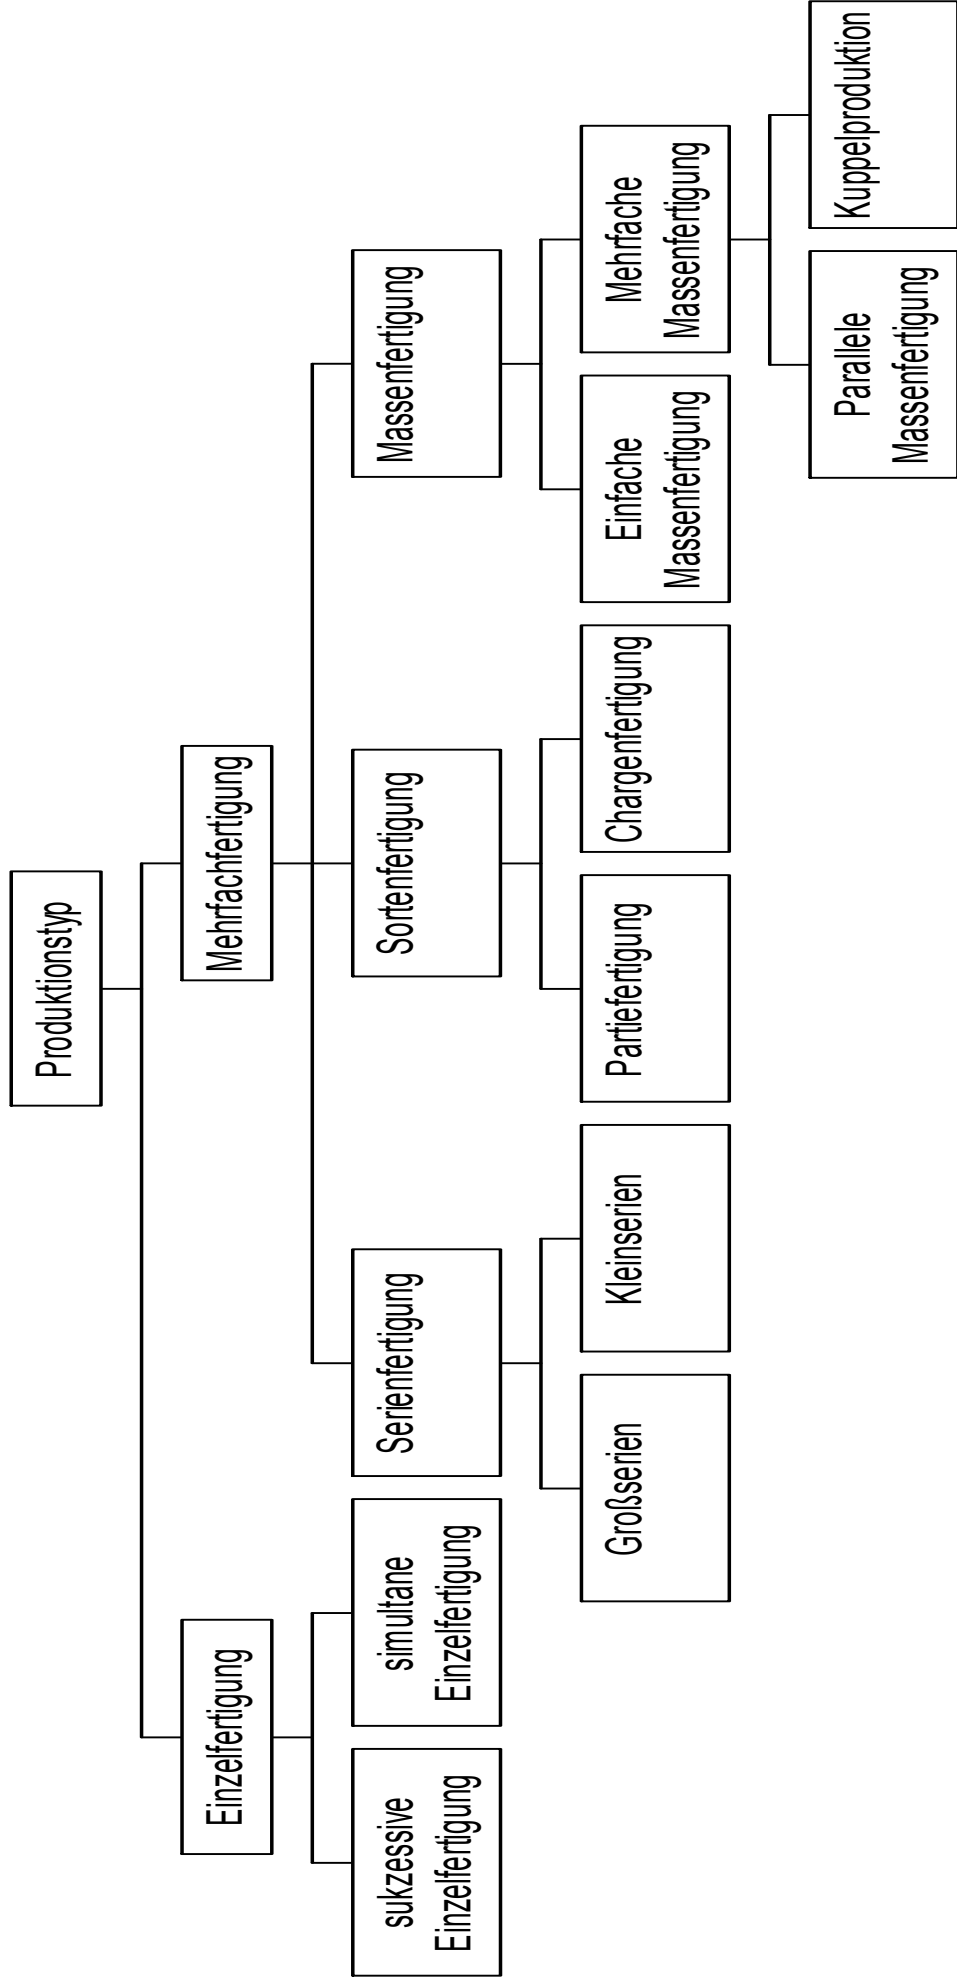 Produktionstyp
Einzelfertigung
Mehrfachfertigung
sukzessive
Einzelfertigung
simultane
Einzelfertigung
Serienfertigung
Sortenfertigung
Massenfertigung
Großserien
Kleinserien
Partiefertigung
Chargenfertigung
Einfache
Massenfertigung
Mehrfache
Massenfertigung
Parallele
Massenfertigung
Kuppelproduktion